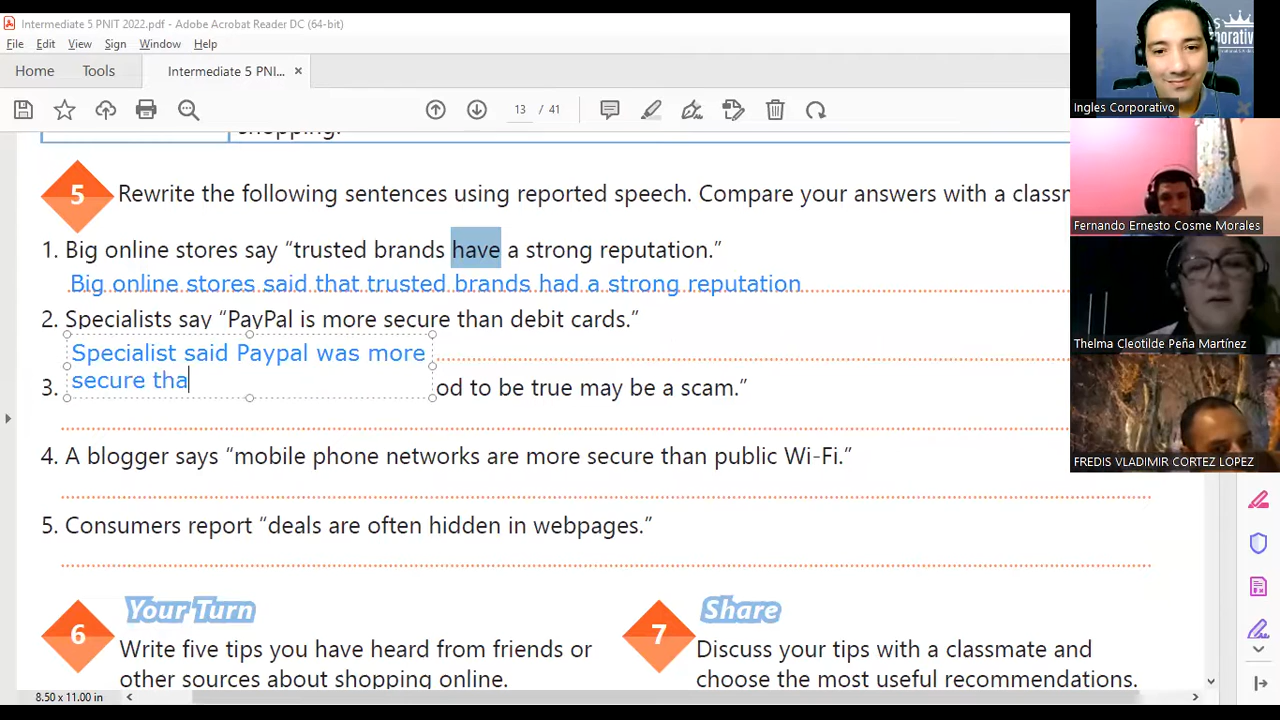 Intermediate 5 PNIT 2022.pdf - Adobe Acrobat Reader DC (64-bit)
File Edit View Sign Window Help
Home Tools Intermediate 5 PNI... ×
13 / 41
shopping.
5 Rewrite the following sentences using reported speech. Compare your answers with a classm
1. Big online stores say “trusted brands have a strong reputation.”
Big online stores said that trusted brands had a strong reputation
2. Specialists say “PayPal is more secure than debit cards.”
Specialist said Paypal was more
secure tha
3. od to be true may be a scam.”
4. A blogger says “mobile phone networks are more secure than public Wi-Fi.”
5. Consumers report “deals are often hidden in webpages.”
6 Your Turn
Write five tips you have heard from friends or
other sources about shopping online.
7 Share
Discuss your tips with a classmate and
choose the most useful recommendations.
8.50 x 11.00 in
Ingles Corporativo
Fernando Ernesto Cosme Morales
Thelma Cleotilde Peña Martínez
FREDIS VLADIMIR CORTEZ LOPEZ